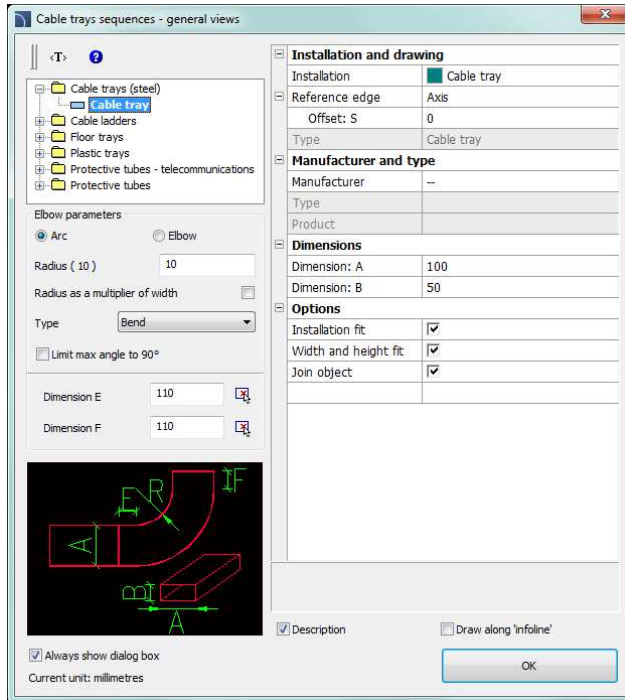 Cable trays sequences - general views
‹T›
Cable trays (steel)
Cable tray
Cable ladders
Floor trays
Plastic trays
Protective tubes - telecommunications
Protective tubes
Elbow parameters
Arc Elbow
Radius ( 10 ) 10
Radius as a multiplier of width
Type Bend
Limit max angle to 90°
Dimension E 110
Dimension F 110
E R F
A
B
A
Always show dialog box
Current unit: millimetres
Installation and drawing
Installation Cable tray
Reference edge Axis
Offset: S 0
Type Cable tray
Manufacturer and type
Manufacturer --
Type
Product
Dimensions
Dimension: A 100
Dimension: B 50
Options
Installation fit
Width and height fit
Join object
Description Draw along 'infoline'
OK